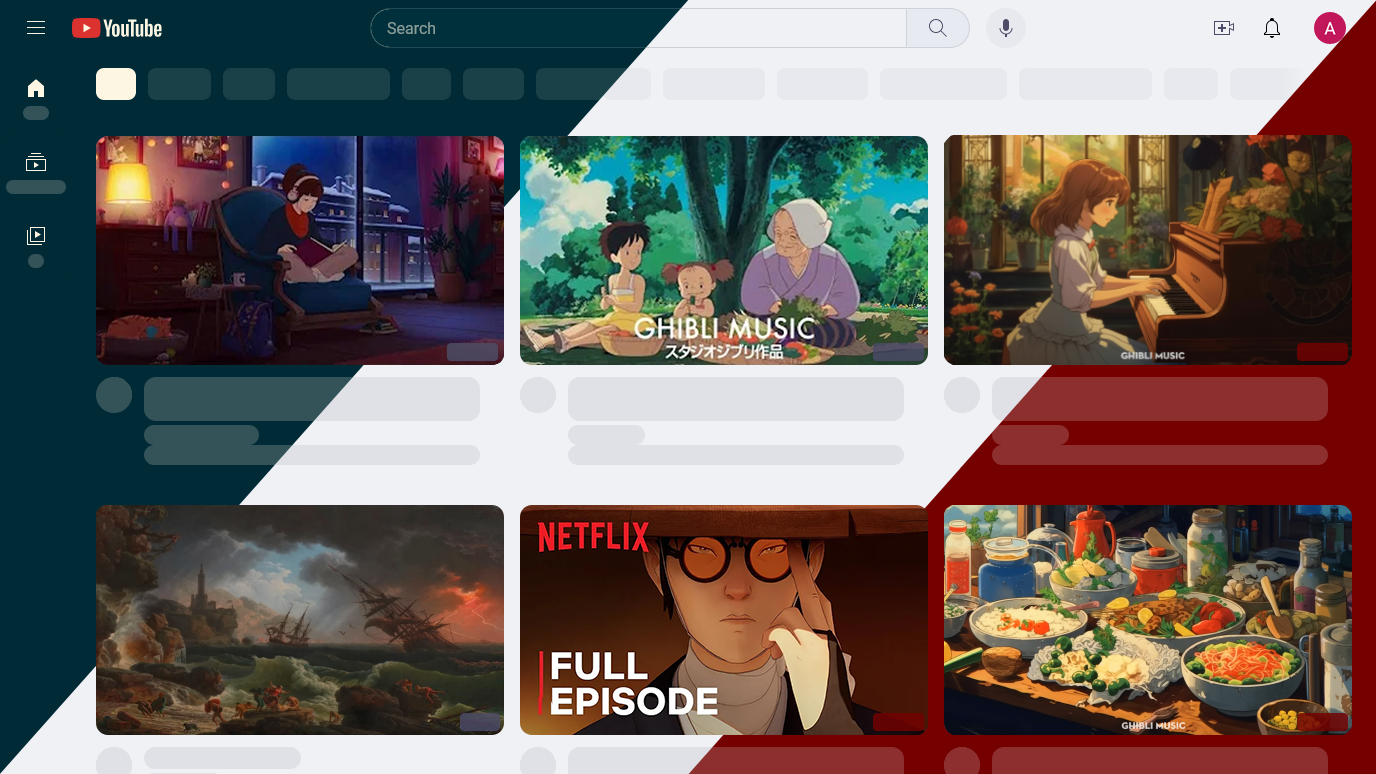 YouTube
Search
A
GHIBLI MUSIC
スタジオジブリ作品
GHIBLI MUSIC
NETFLIX
FULL
EPISODE
GHIBLI MUSIC